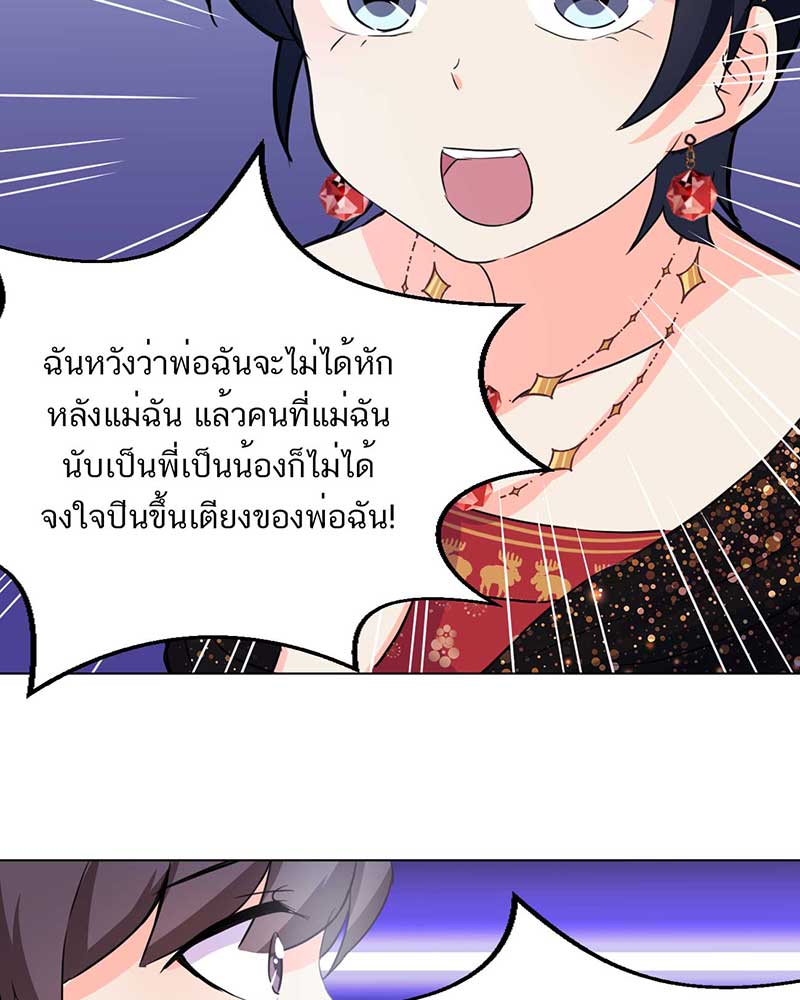 ฉันหวังว่าพ่อฉันจะไม่ได้หัก
หลังแม่ฉัน แล้วคนที่แม่ฉัน
นับเป็นพี่เป็นน้องก็ไม่ได้
จงใจปีนขึ้นเตียงของพ่อฉัน!